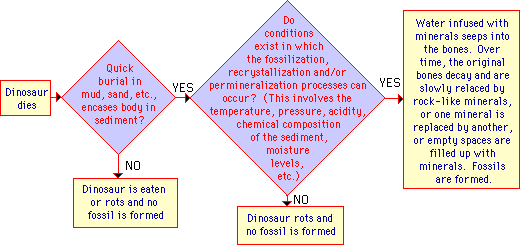 Dinosaur
dies
Quick
burial in
mud, sand, etc.,
encases body in
sediment?
YES
NO
Dinosaur is eaten
or rots and no
fossil is formed
Do
conditions
exist in which
the fossilization,
recrystallization and/or
permineralization processes can
occur? (This involves the
temperature, pressure, acidity,
chemical composition
of the sediment,
moisture
levels,
etc.)
YES
NO
Dinosaur rots and
no fossil is formed
Water infused with
minerals seeps into
the bones. Over
time, the original
bones decay and are
slowly relaced by
rock-like minerals,
or one mineral is
replaced by another,
or empty spaces are
filled up with
minerals. Fossils
are formed.